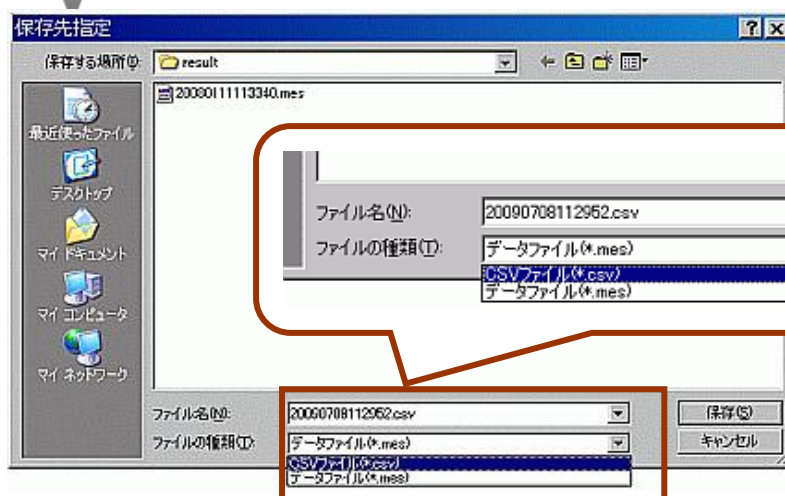 保存先指定
保存する場所(I):
result
20080111113340.mes
最近使ったファイル
デスクトップ
マイ ドキュメント
マイ コンピュータ
マイ ネットワーク
ファイル名(N):
20090708112952.csv
ファイルの種類(T):
データファイル(*.mes)
CSVファイル(*.csv)
データファイル(*.mes)
ファイル名(N):
20090708112952.csv
保存(S)
ファイルの種類(T):
データファイル(*.mes)
キャンセル
CSVファイル(*.csv)
データファイル(*.mes)